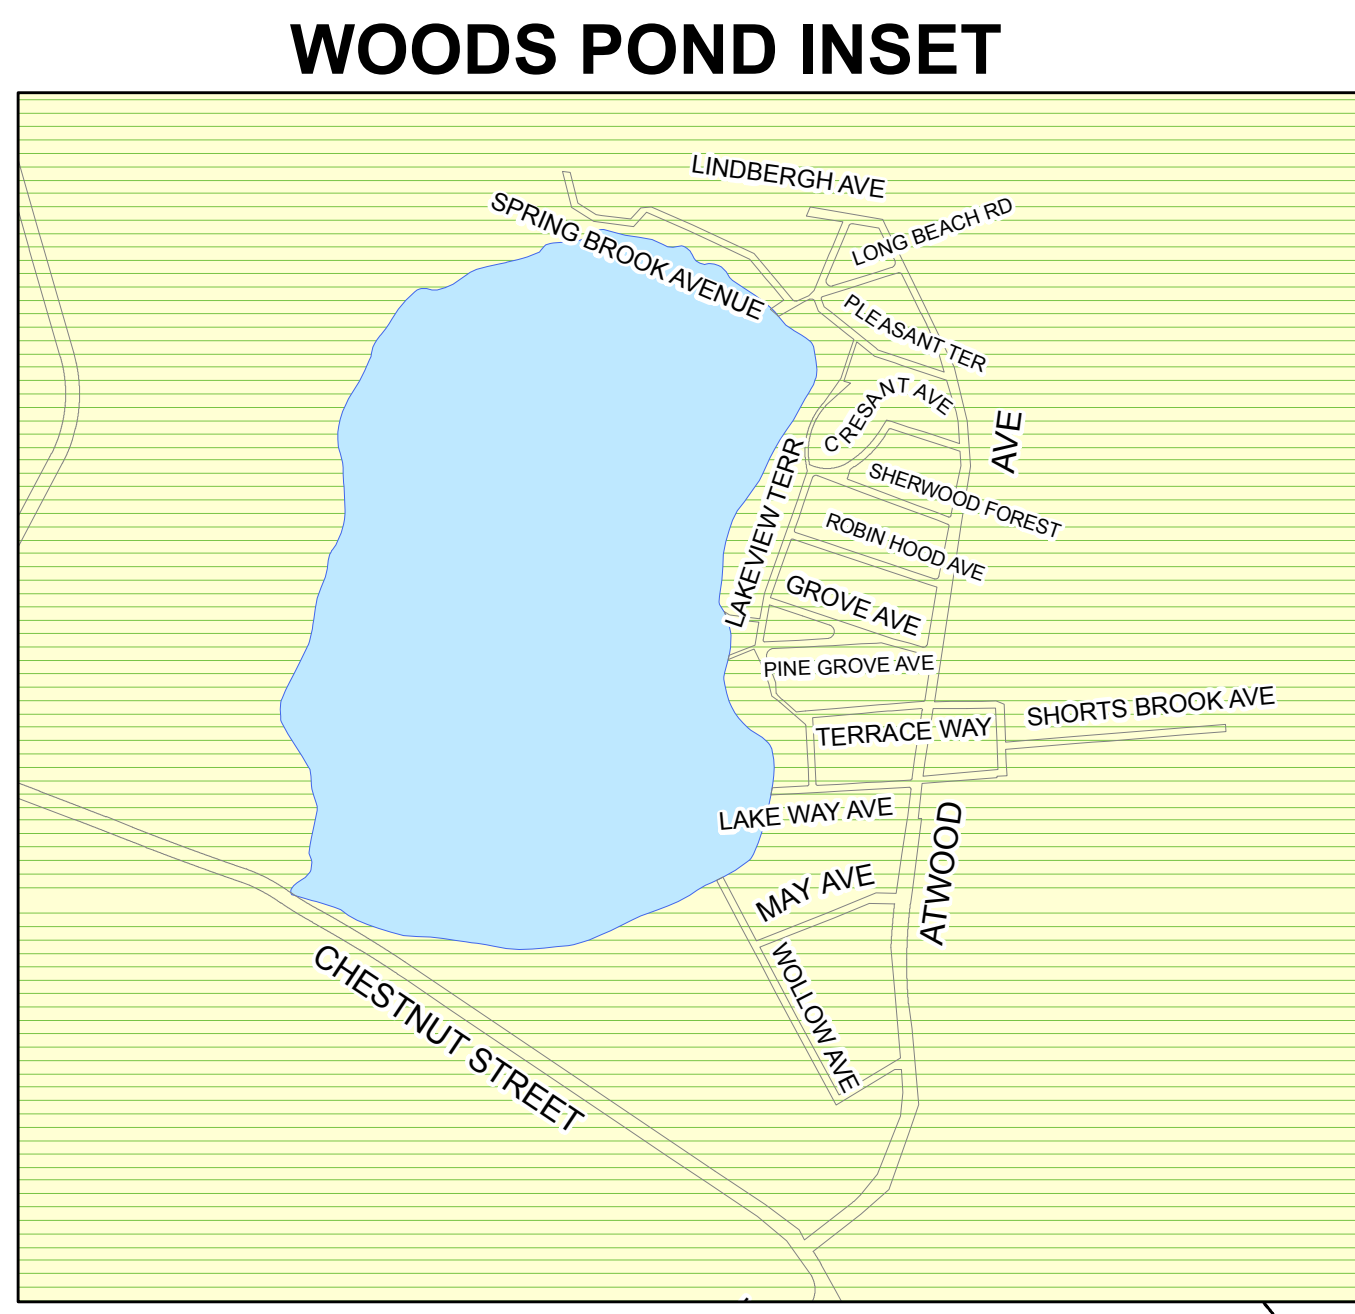 WOODS POND INSET
LINDBERGH AVE
SPRING BROOK AVENUE
LONG BEACH RD
PLEASANT TER
CRESANT AVE
AVE
LAKEVIEW TERR
SHERWOOD FOREST
ROBIN HOOD AVE
GROVE AVE
PINE GROVE AVE
SHORTS BROOK AVE
TERRACE WAY
LAKE WAY AVE
ATWOOD
MAY AVE
WOLLOW AVE
CHESTNUT STREET